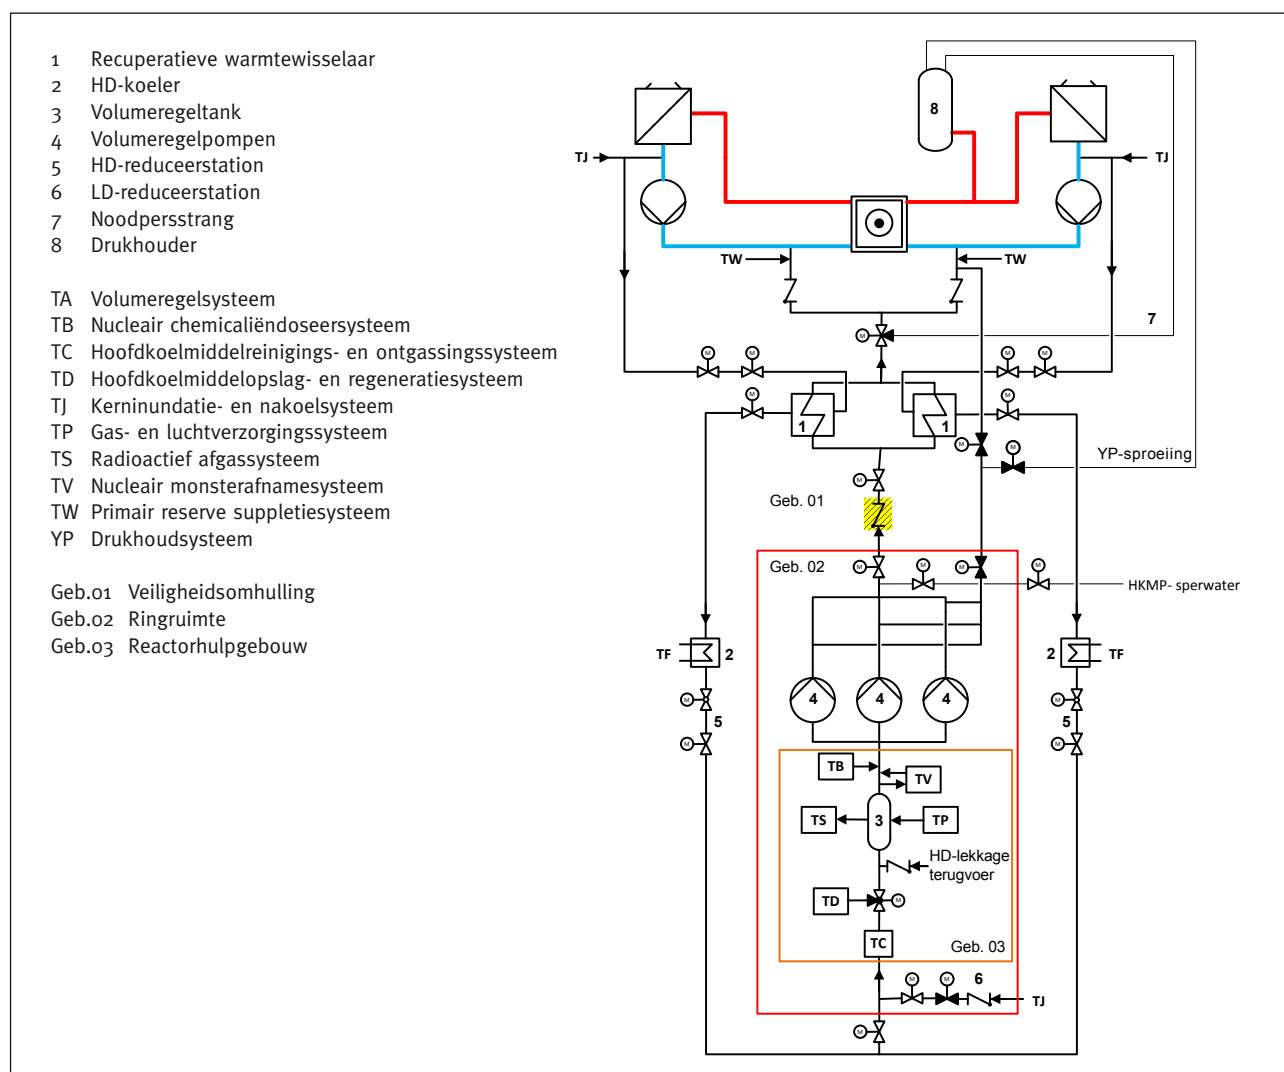 1 Recuperatieve warmtewisselaar
2 HD-koeler
3 Volumeregeltank
4 Volumeregelpompen
5 HD-reduceerstation
6 LD-reduceerstation
7 Noodpersstrang
8 Drukhouder
TA Volumeregelsysteem
TB Nucleair chemicaliëndoseersysteem
TC Hoofdkoelmiddelreinigings- en ontgassingssysteem
TD Hoofdkoelmiddelopslag- en regeneratiesysteem
TJ Kerninundatie- en nakoelsysteem
TP Gas- en luchtverzorgingssysteem
TS Radioactief afgassysteem
TV Nucleair monsterafnamesysteem
TW Primair reserve suppletiesysteem
YP Drukhoudsysteem
Geb.01 Veiligheidsomhulling
Geb.02 Ringruimte
Geb.03 Reactorhulpgebouw
8
TJ
TJ
TW
TW
7
M
M
M
M
M
M
M
1
1
M
M
M
YP-sproeiing
M
Geb. 01
Geb. 02
M
M
M
M
HKMP- sperwater
TF
2
2
TF
4
4
4
M
5
5
M
M
M
TB
TV
TS
3
TP
HD-lekkage
terugvoer
TD
M
TC
Geb. 03
M
M
6
TJ
M